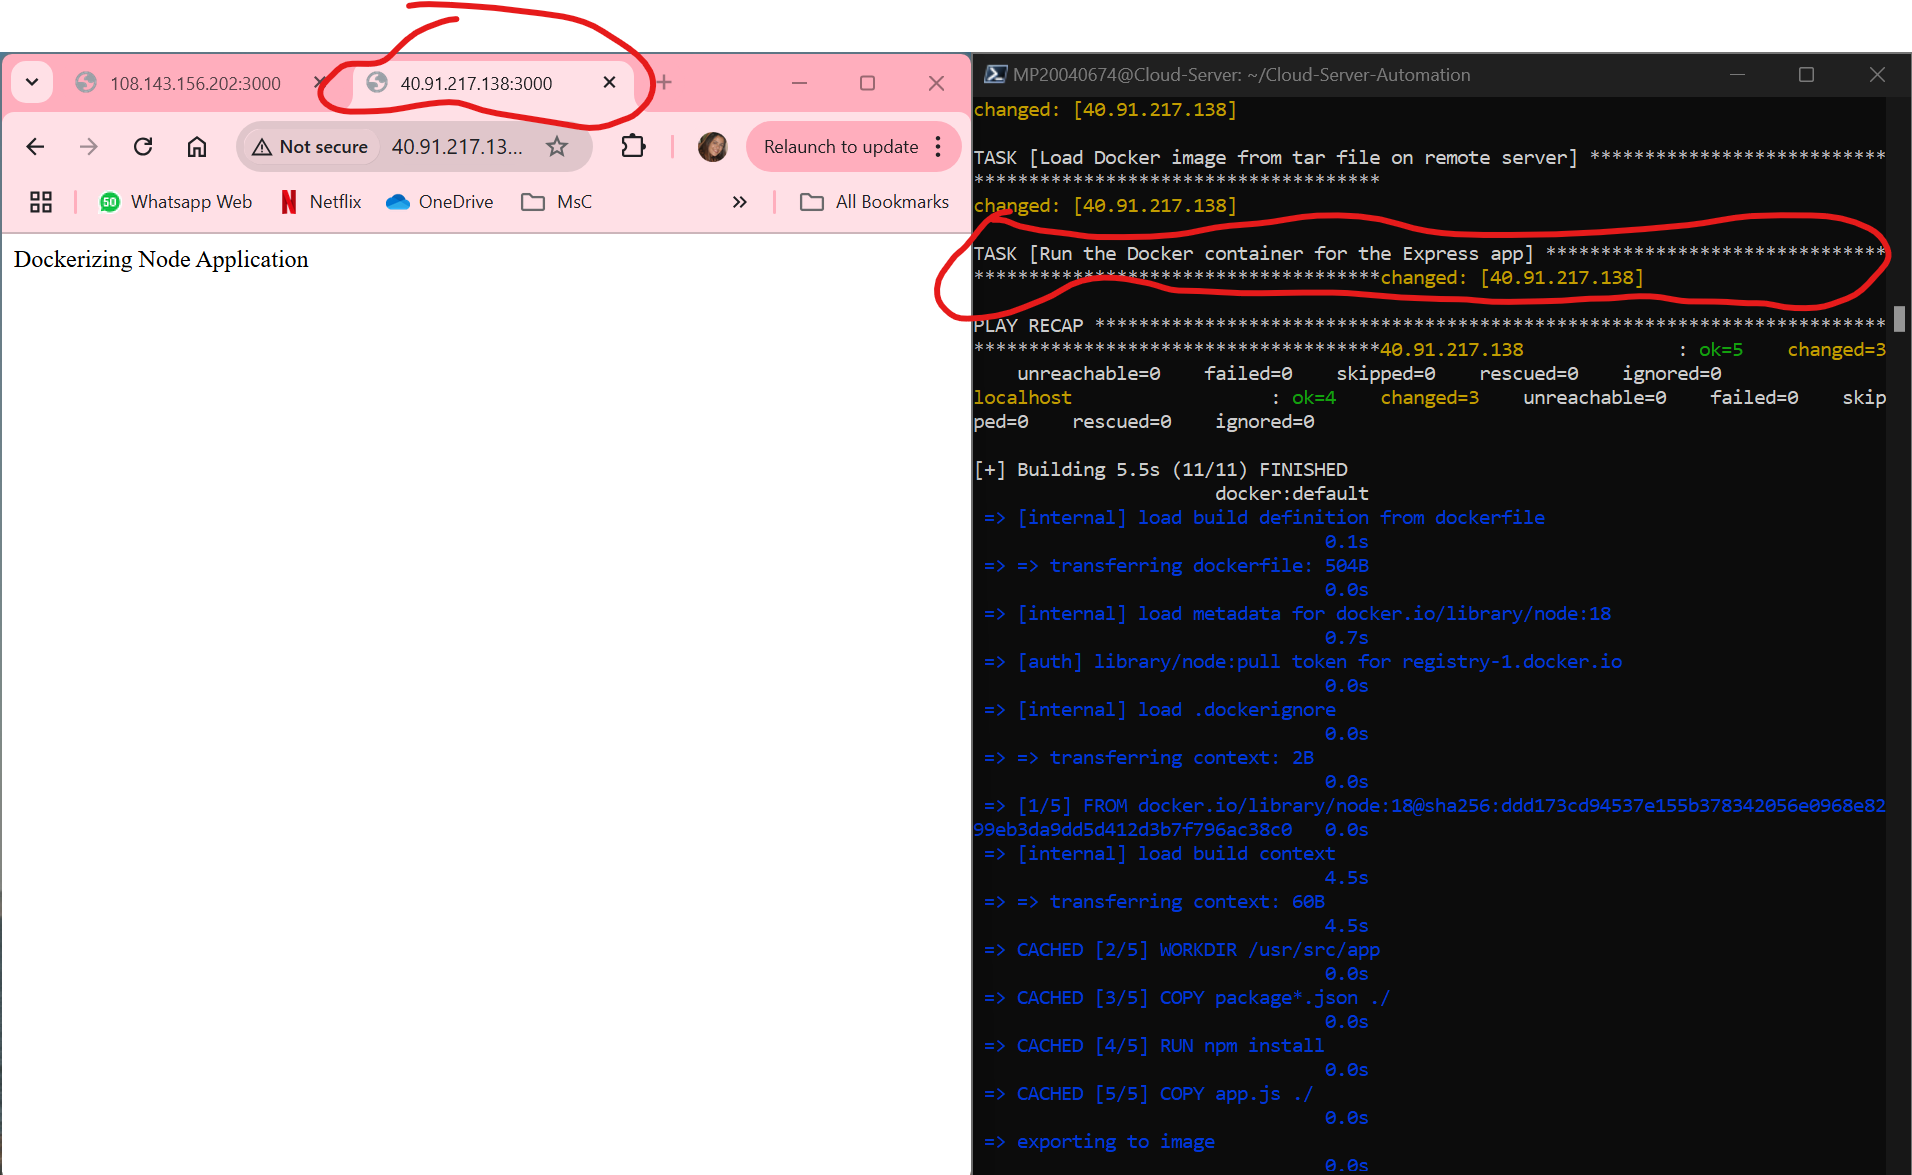 108.143.156.202:3000
40.91.217.138:3000
Not secure
40.91.217.13...
Relaunch to update
50
Whatsapp Web
Netflix
OneDrive
MsC
All Bookmarks
Dockerizing Node Application
MP20040674@Cloud-Server: ~/Cloud-Server-Automation
changed: [40.91.217.138]
TASK [Load Docker image from tar file on remote server] ***************************
*************************************
changed: [40.91.217.138]
TASK [Run the Docker container for the Express app] *******************************
*************************************changed: [40.91.217.138]
PLAY RECAP ************************************************************************
*************************************40.91.217.138              : ok=5    changed=3
    unreachable=0    failed=0    skipped=0    rescued=0    ignored=0
localhost                  : ok=4    changed=3    unreachable=0    failed=0    skip
ped=0    rescued=0    ignored=0
[+] Building 5.5s (11/11) FINISHED
docker:default
=> [internal] load build definition from dockerfile
0.1s
=> => transferring dockerfile: 504B
0.0s
=> [internal] load metadata for docker.io/library/node:18
0.7s
=> [auth] library/node:pull token for registry-1.docker.io
0.0s
=> [internal] load .dockerignore
0.0s
=> => transferring context: 2B
0.0s
=> [1/5] FROM docker.io/library/node:18@sha256:ddd173cd94537e155b378342056e0968e82
99eb3da9dd5d412d3b7f796ac38c0   0.0s
=> [internal] load build context
4.5s
=> => transferring context: 60B
4.5s
=> CACHED [2/5] WORKDIR /usr/src/app
0.0s
=> CACHED [3/5] COPY package*.json ./
0.0s
=> CACHED [4/5] RUN npm install
0.0s
=> CACHED [5/5] COPY app.js ./
0.0s
=> exporting to image
0.0s